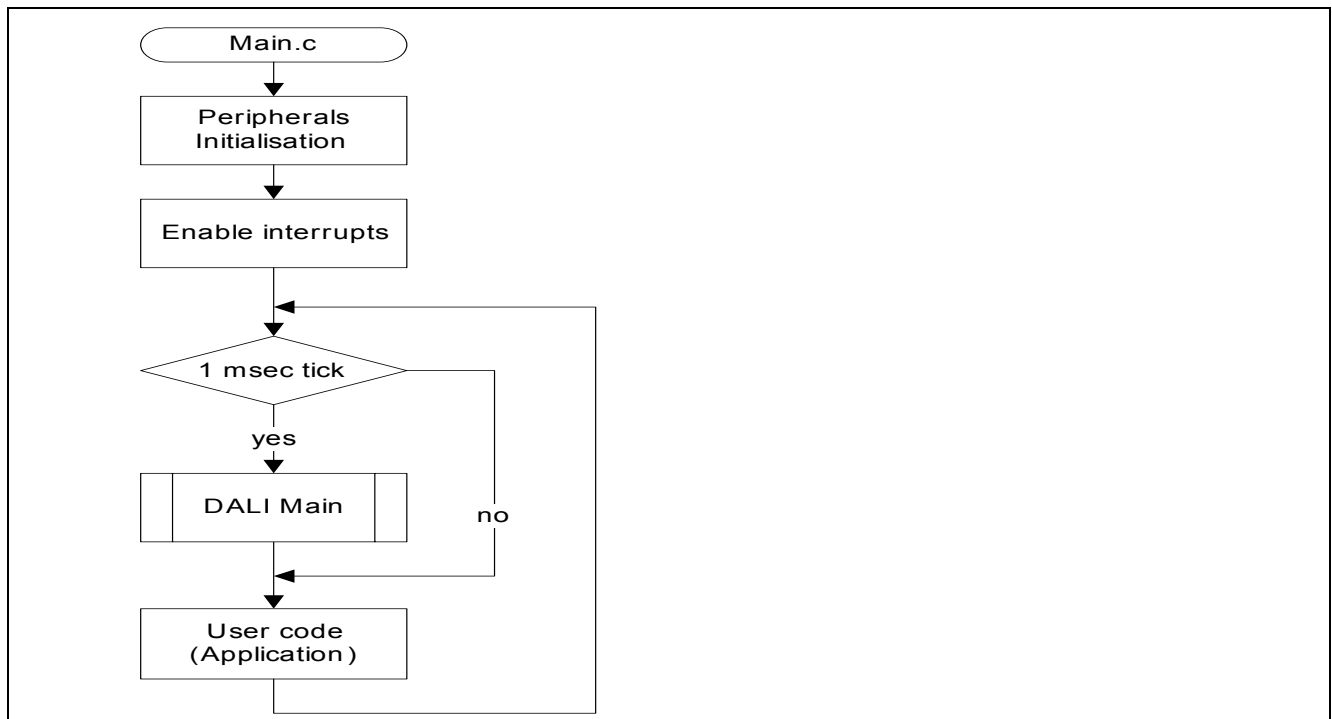 Main.c
Peripherals
Initialisation
Enable interrupts
1 msec tick
yes
DALI Main
no
User code
(Application)